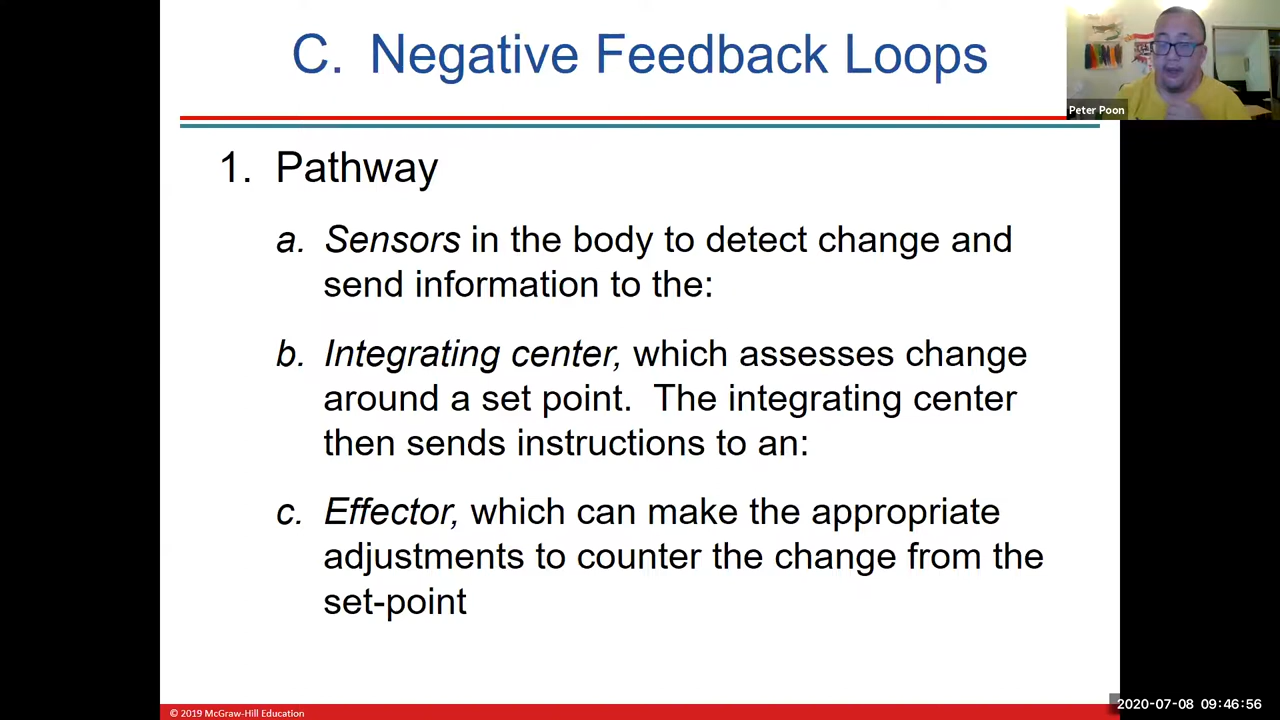 C. Negative Feedback Loops
Peter Poon
1. Pathway
a. Sensors in the body to detect change and
send information to the:
b. Integrating center, which assesses change
around a set point. The integrating center
then sends instructions to an:
c. Effector, which can make the appropriate
adjustments to counter the change from the
set-point
© 2019 McGraw-Hill Education
2020-07-08 09:46:56